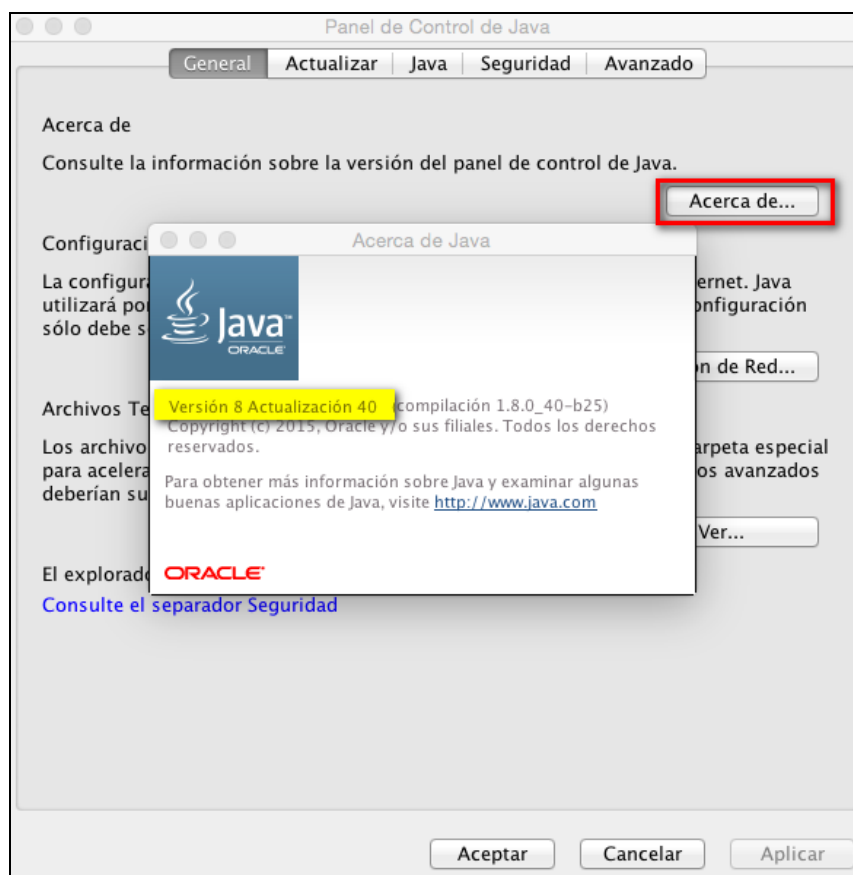 Panel de Control de Java
General Actualizar Java Seguridad Avanzado
Acerca de
Consulte la información sobre la versión del panel de control de Java.
Acerca de...
Configuraci
Acerca de Java
La configura
ernet. Java
utilizará po
onfiguración
sólo debe s
Java
ORACLE
n de Red...
Archivos Te
Versión 8 Actualización 40 (compilación 1.8.0_40-b25)
Copyright (c) 2015, Oracle y/o sus filiales. Todos los derechos
reservados.
Los archivo
arpeta especial
para acelera
os avanzados
deberían su
Para obtener más información sobre Java y examinar algunas
buenas aplicaciones de Java, visite http://www.java.com
Ver...
El explorado
ORACLE
Consulte el separador Seguridad
Aceptar Cancelar Aplicar